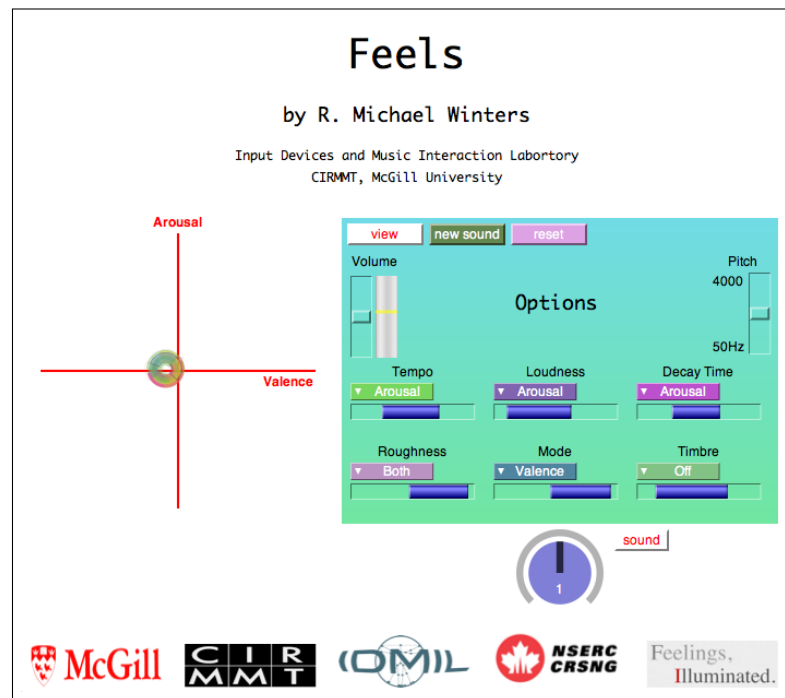 Feels
by R. Michael Winters
Input Devices and Music Interaction Labortory
CIRMMT, McGill University
Arousal
Valence
view
new sound
reset
Volume
Options
Pitch
4000
50Hz
Tempo
Loudness
Decay Time
Arousal
Arousal
Arousal
Roughness
Mode
Timbre
Both
Valence
Off
sound
1
McGill
CIR
MMT
IDMIL
NSERC
CRSNG
Feelings,
Illuminated.